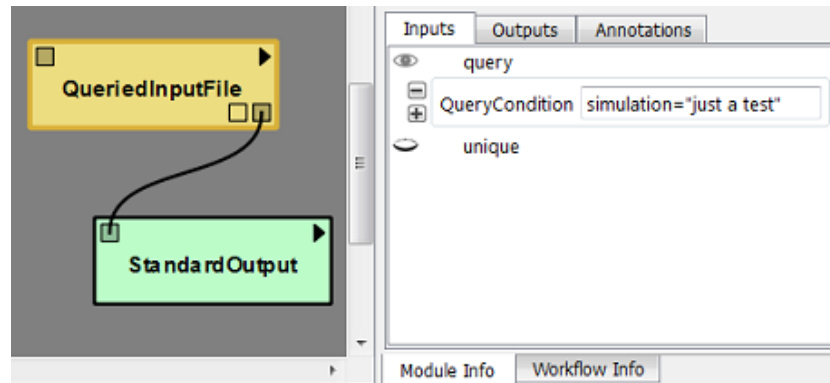 QueriedInputFile
StandardOutput
Inputs Outputs Annotations
query
QueryCondition simulation="just a test"
unique
Module Info Workflow Info